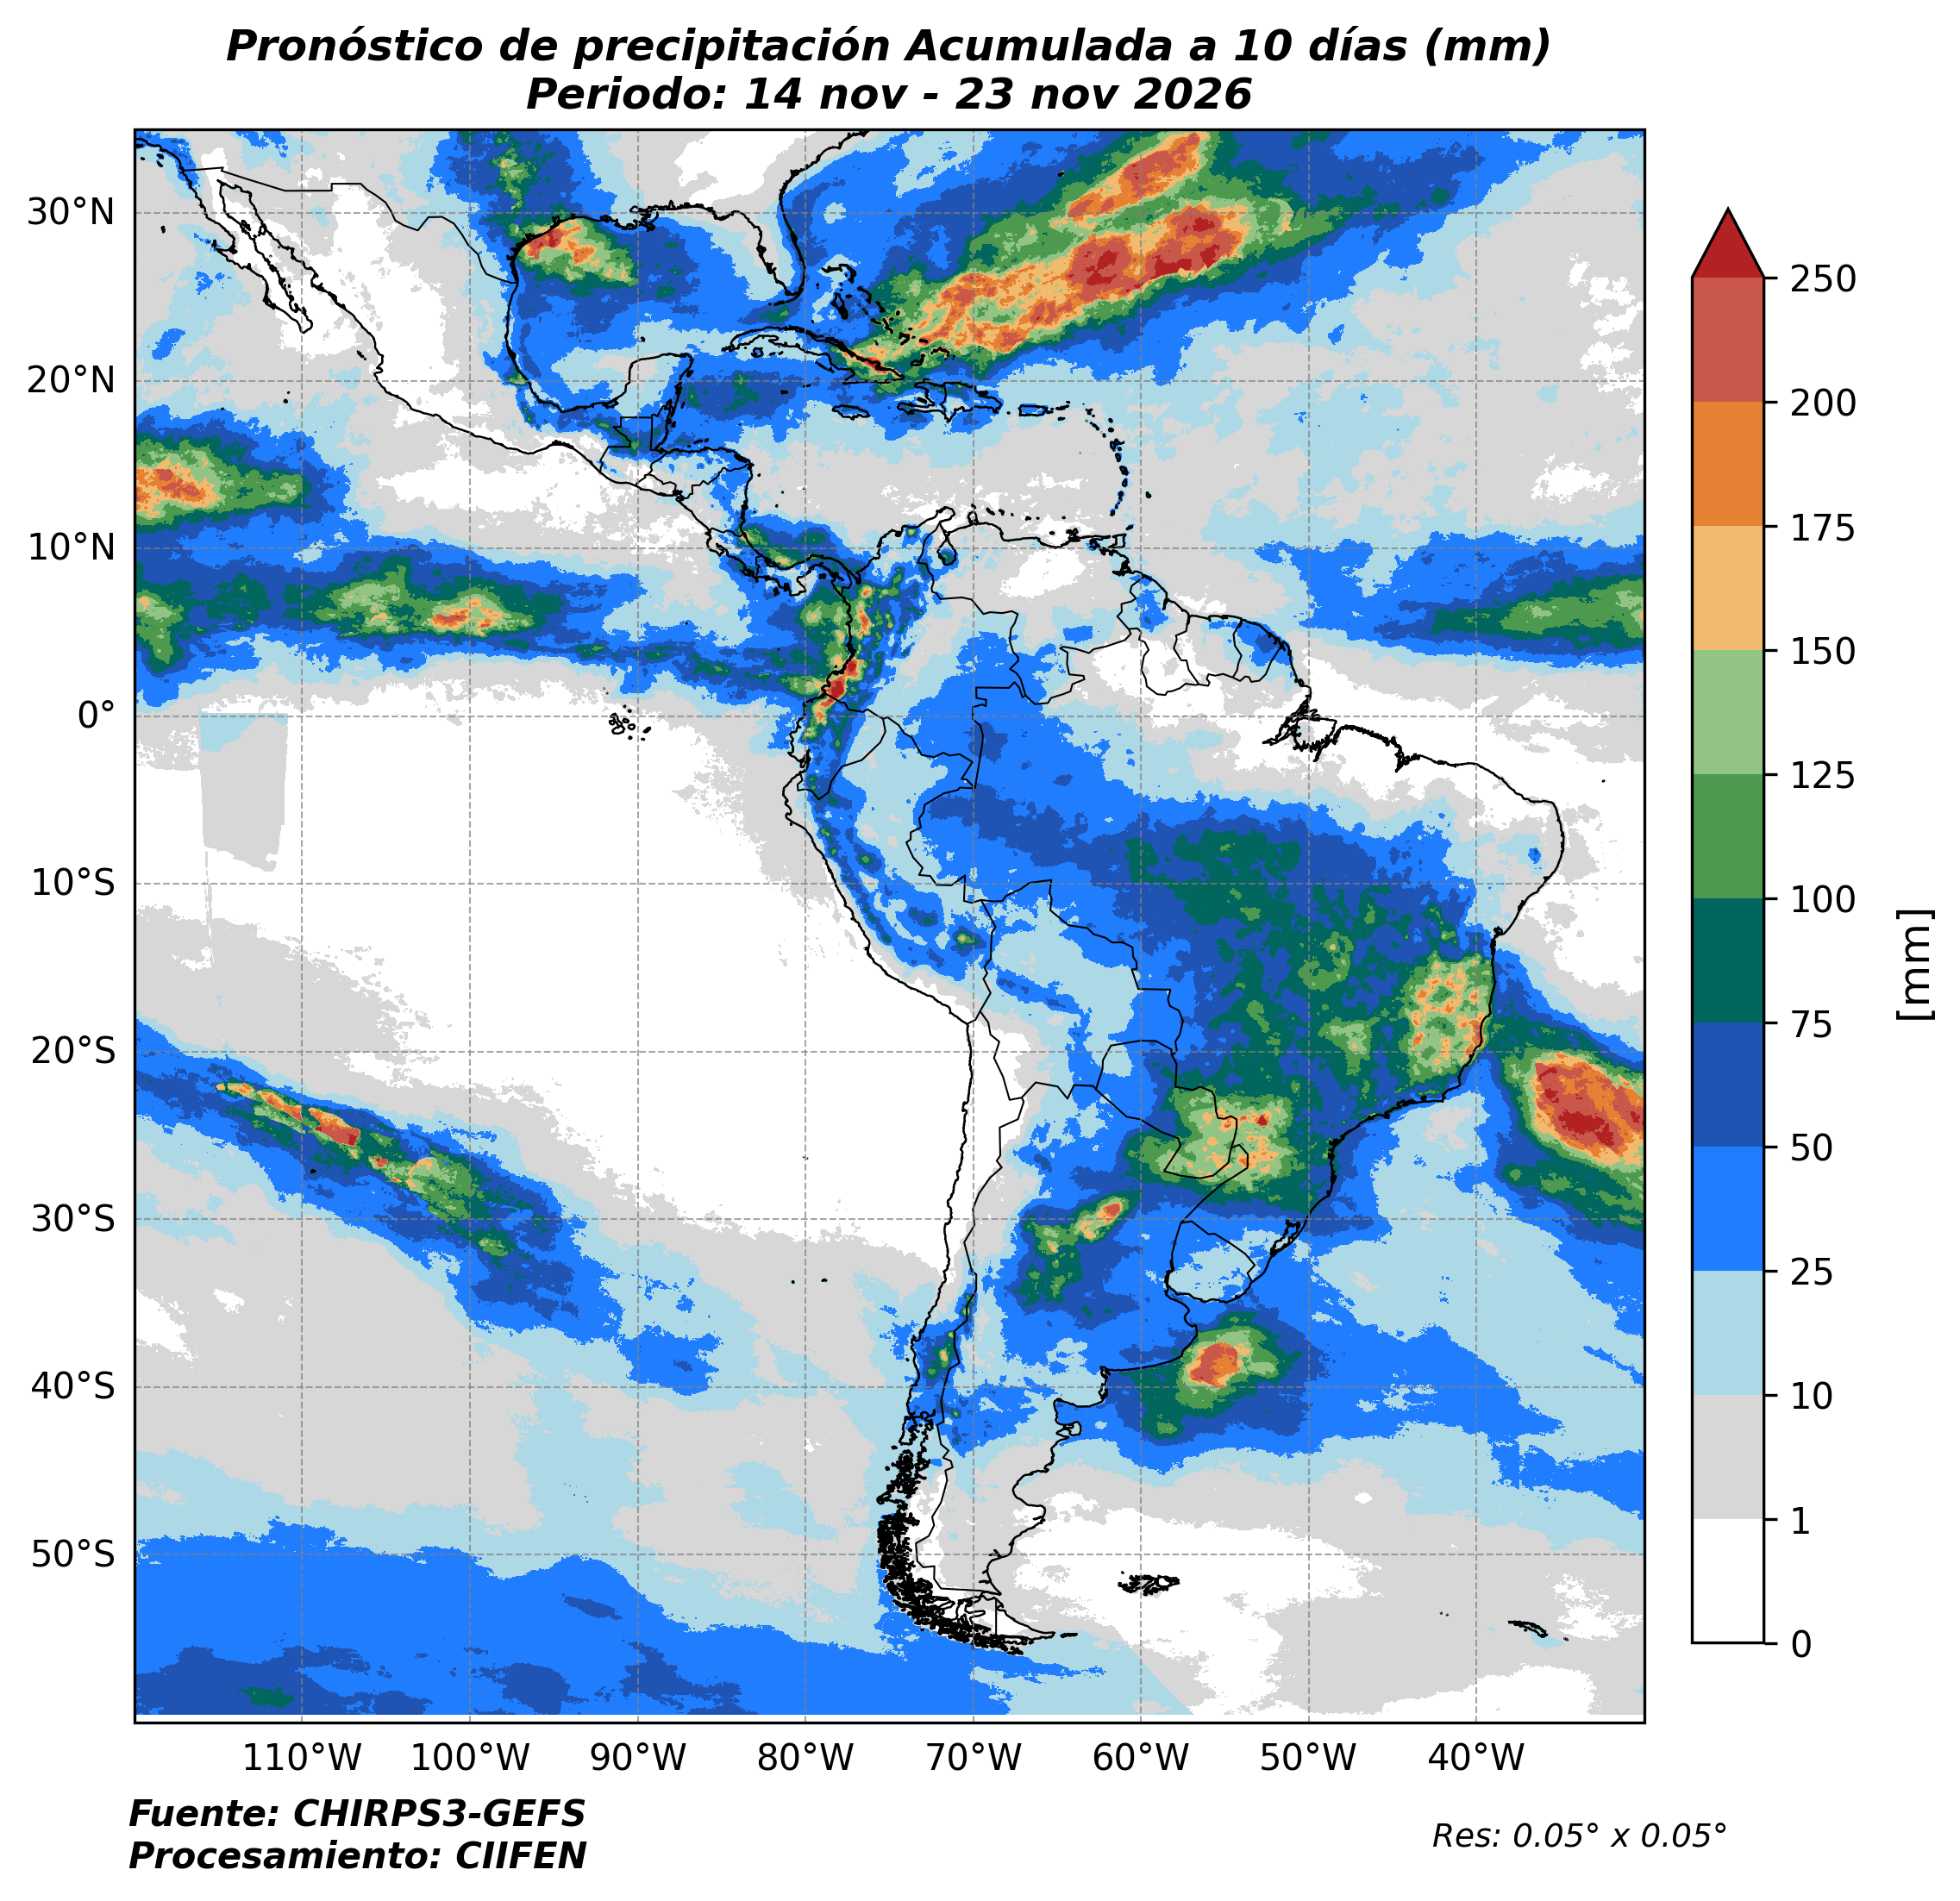 Pronóstico de precipitación Acumulada a 10 días (mm)
Periodo: 14 nov - 23 nov 2026
30°N
20°N
10°N
0°
10°S
20°S
30°S
40°S
50°S
110°W 100°W 90°W 80°W 70°W 60°W 50°W 40°W
250
200
175
150
125
100
75
50
25
10
1
0
[mm]
Fuente: CHIRPS3-GEFS
Procesamiento: CIIFEN
Res: 0.05° x 0.05°